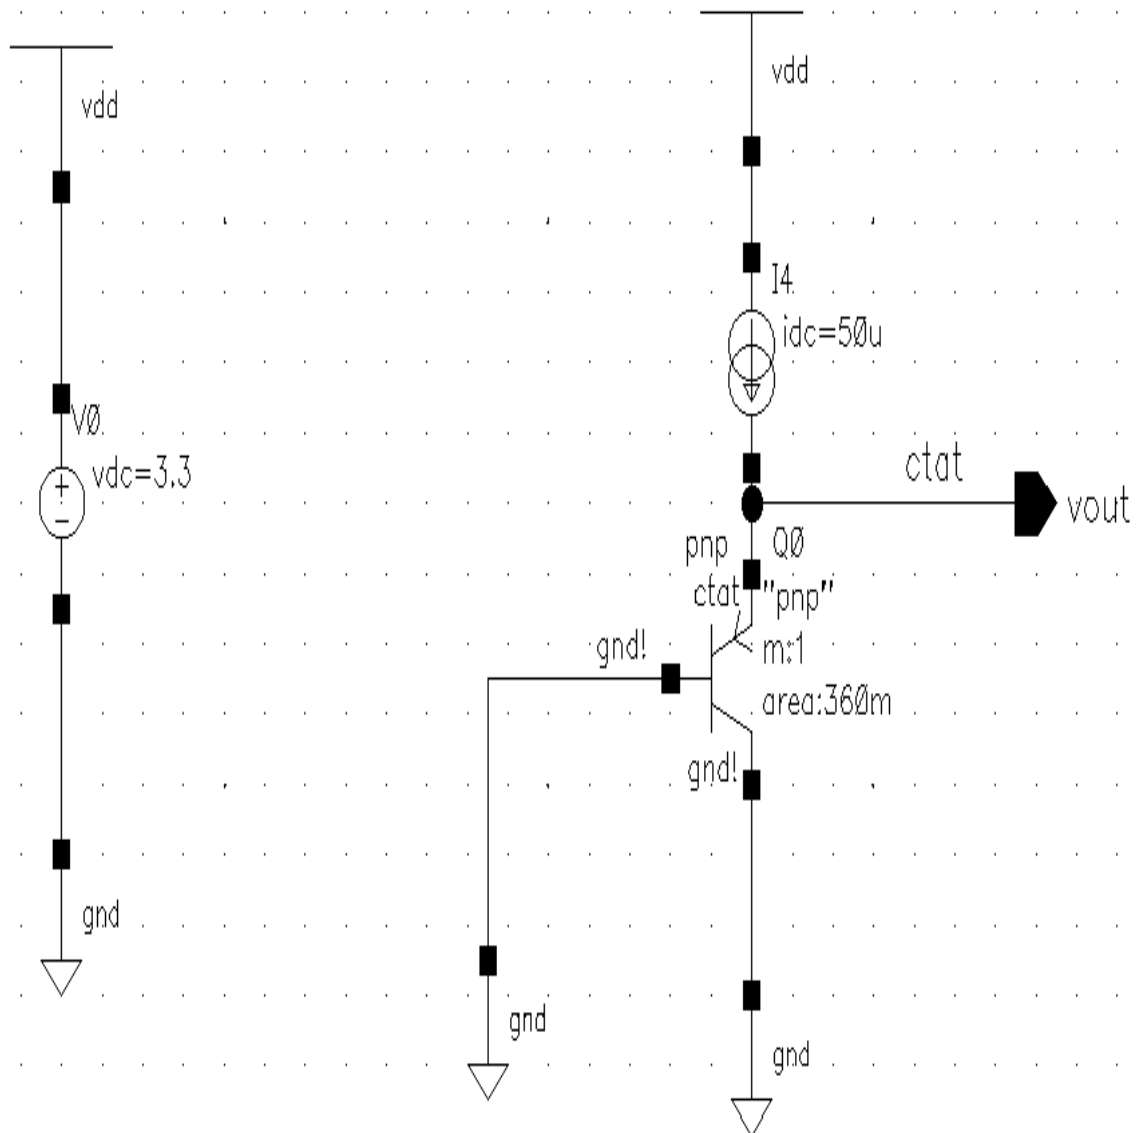 vdd
vdd
I4
idc=50u
V0
vdc=3.3
ctat
vout
pnp
Q0
ctat
"pnp"
gnd!
m:1
area:360m
gnd!
gnd
gnd
gnd